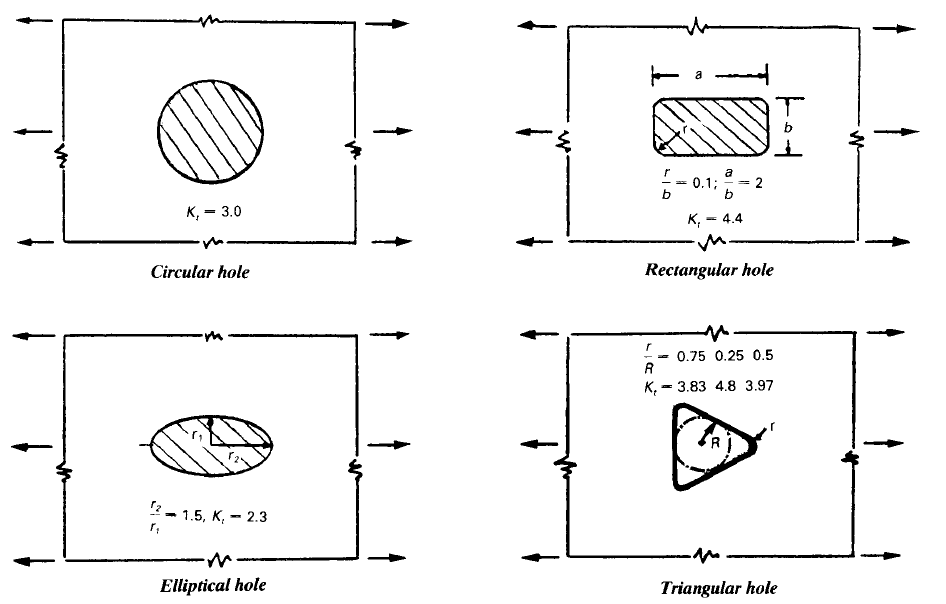 K_t = 3.0
Circular hole
a
b
r
r/b = 0.1; a/b = 2
K_t = 4.4
Rectangular hole
r_1
r_2
r_2/r_1 = 1.5, K_t = 2.3
Elliptical hole
r/R = 0.75 0.25 0.5
K_t = 3.83 4.8 3.97
R
r
Triangular hole